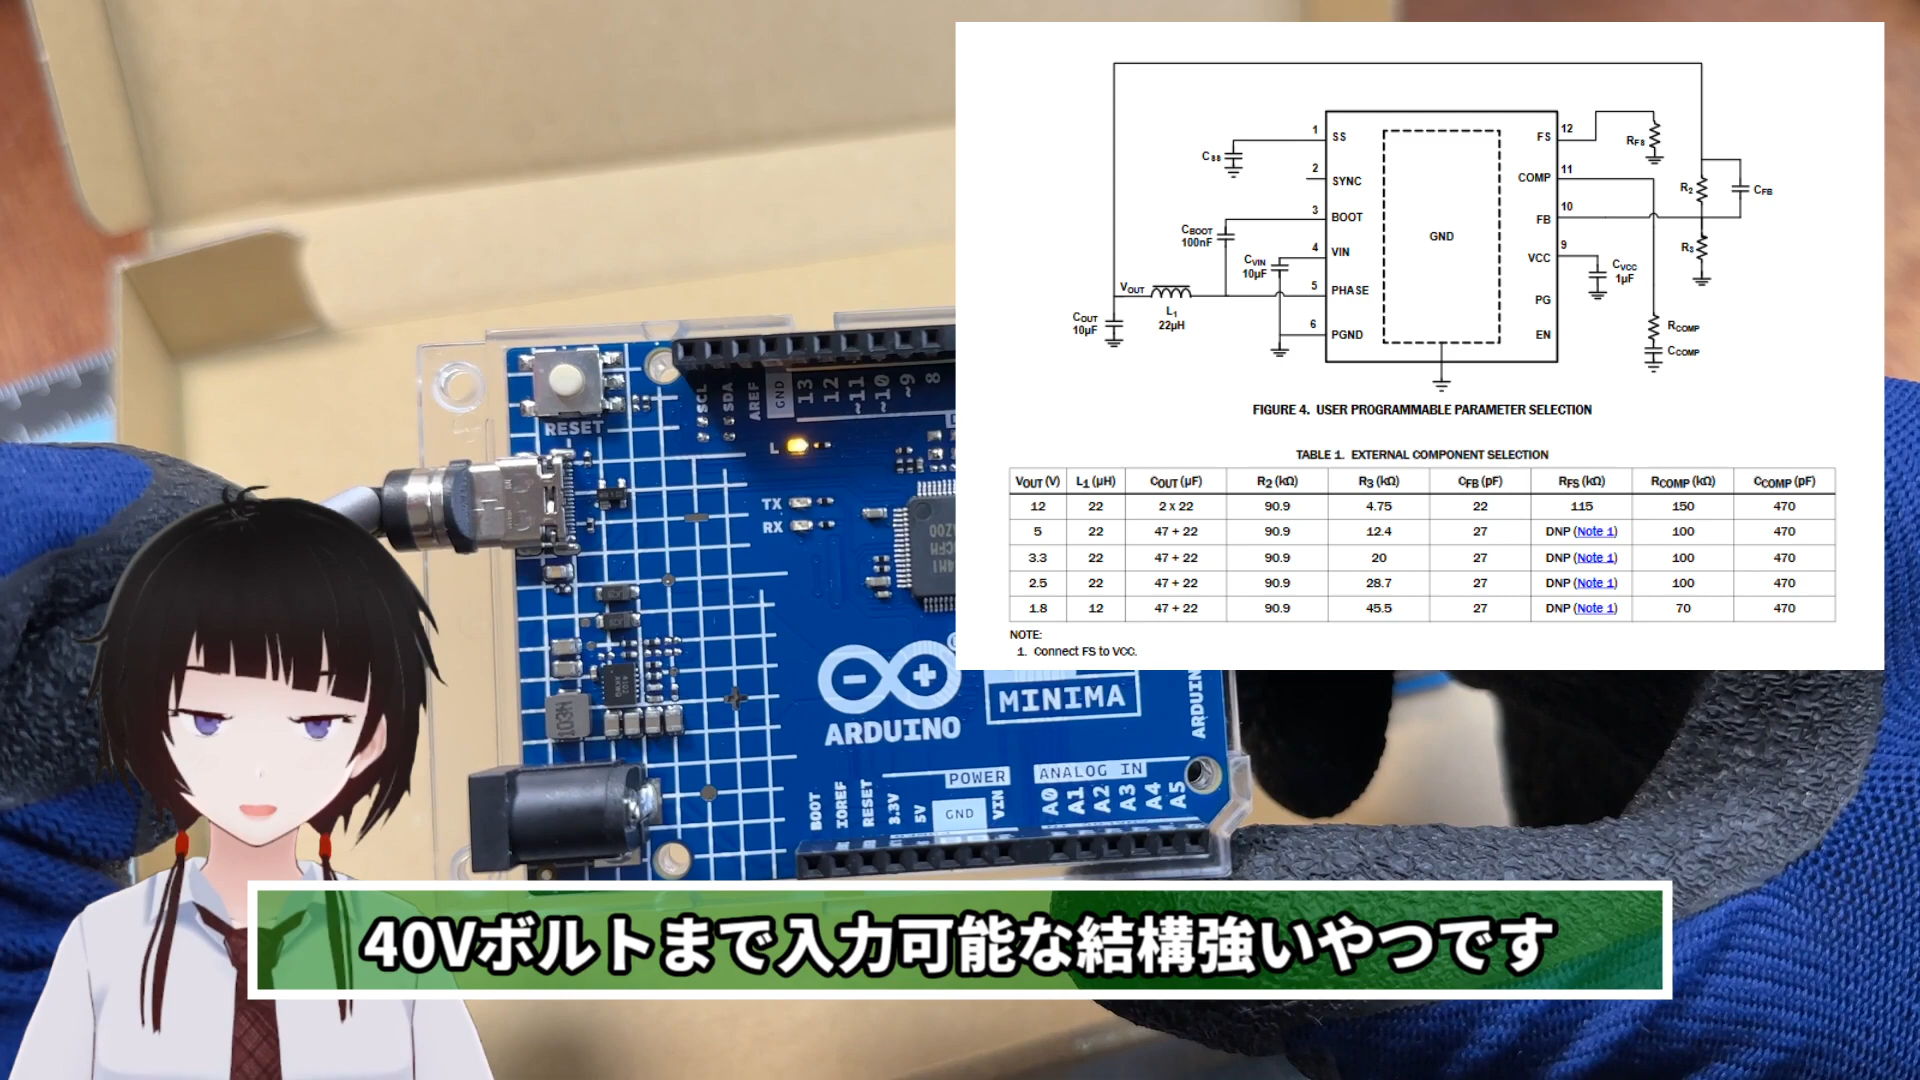 1
SS
2
SYNC
3
BOOT
4
VIN
5
PHASE
6
PGND
GND
FS
12
COMP
11
FB
10
VCC
9
PG
EN
CSS
CBOOT
100nF
CVIN
10µF
VOUT
L1
22µH
COUT
10µF
RFS
R2
CFB
R3
CVCC
1µF
RCOMP
CCOMP
FIGURE 4. USER PROGRAMMABLE PARAMETER SELECTION
TABLE 1. EXTERNAL COMPONENT SELECTION
VOUT (V) L1 (µH) COUT (µF) R2 (kΩ) R3 (kΩ) CFB (pF) RFS (kΩ) RCOMP (kΩ) CCOMP (pF)
12 22 2 x 22 90.9 4.75 22 115 150 470
5 22 47 + 22 90.9 12.4 27 DNP (Note 1) 100 470
3.3 22 47 + 22 90.9 20 27 DNP (Note 1) 100 470
2.5 22 47 + 22 90.9 28.7 27 DNP (Note 1) 100 470
1.8 12 47 + 22 90.9 45.5 27 DNP (Note 1) 70 470
NOTE:
1. Connect FS to VCC.
RESET
SCL
SDA
AREF
GND
13
12
~11
~10
~9
8
L
TX
RX
ARDUINO
MINIMA
ARDUIN
POWER
ANALOG IN
BOOT
IOREF
RESET
3.3V
5V
GND
VIN
A0
A1
A2
A3
A4
A5
40Vボルトまで入力可能な結構強いやつです